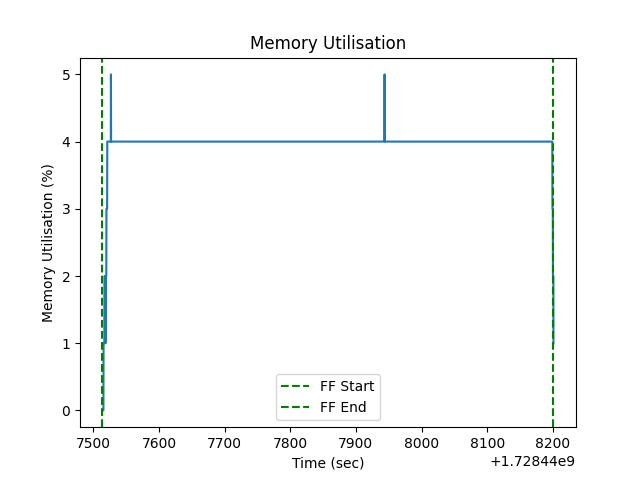 Memory Utilisation
Memory Utilisation (%)
5
4
3
2
1
0
FF Start
FF End
7500 7600 7700 7800 7900 8000 8100 8200
Time (sec)
+1.72844e9